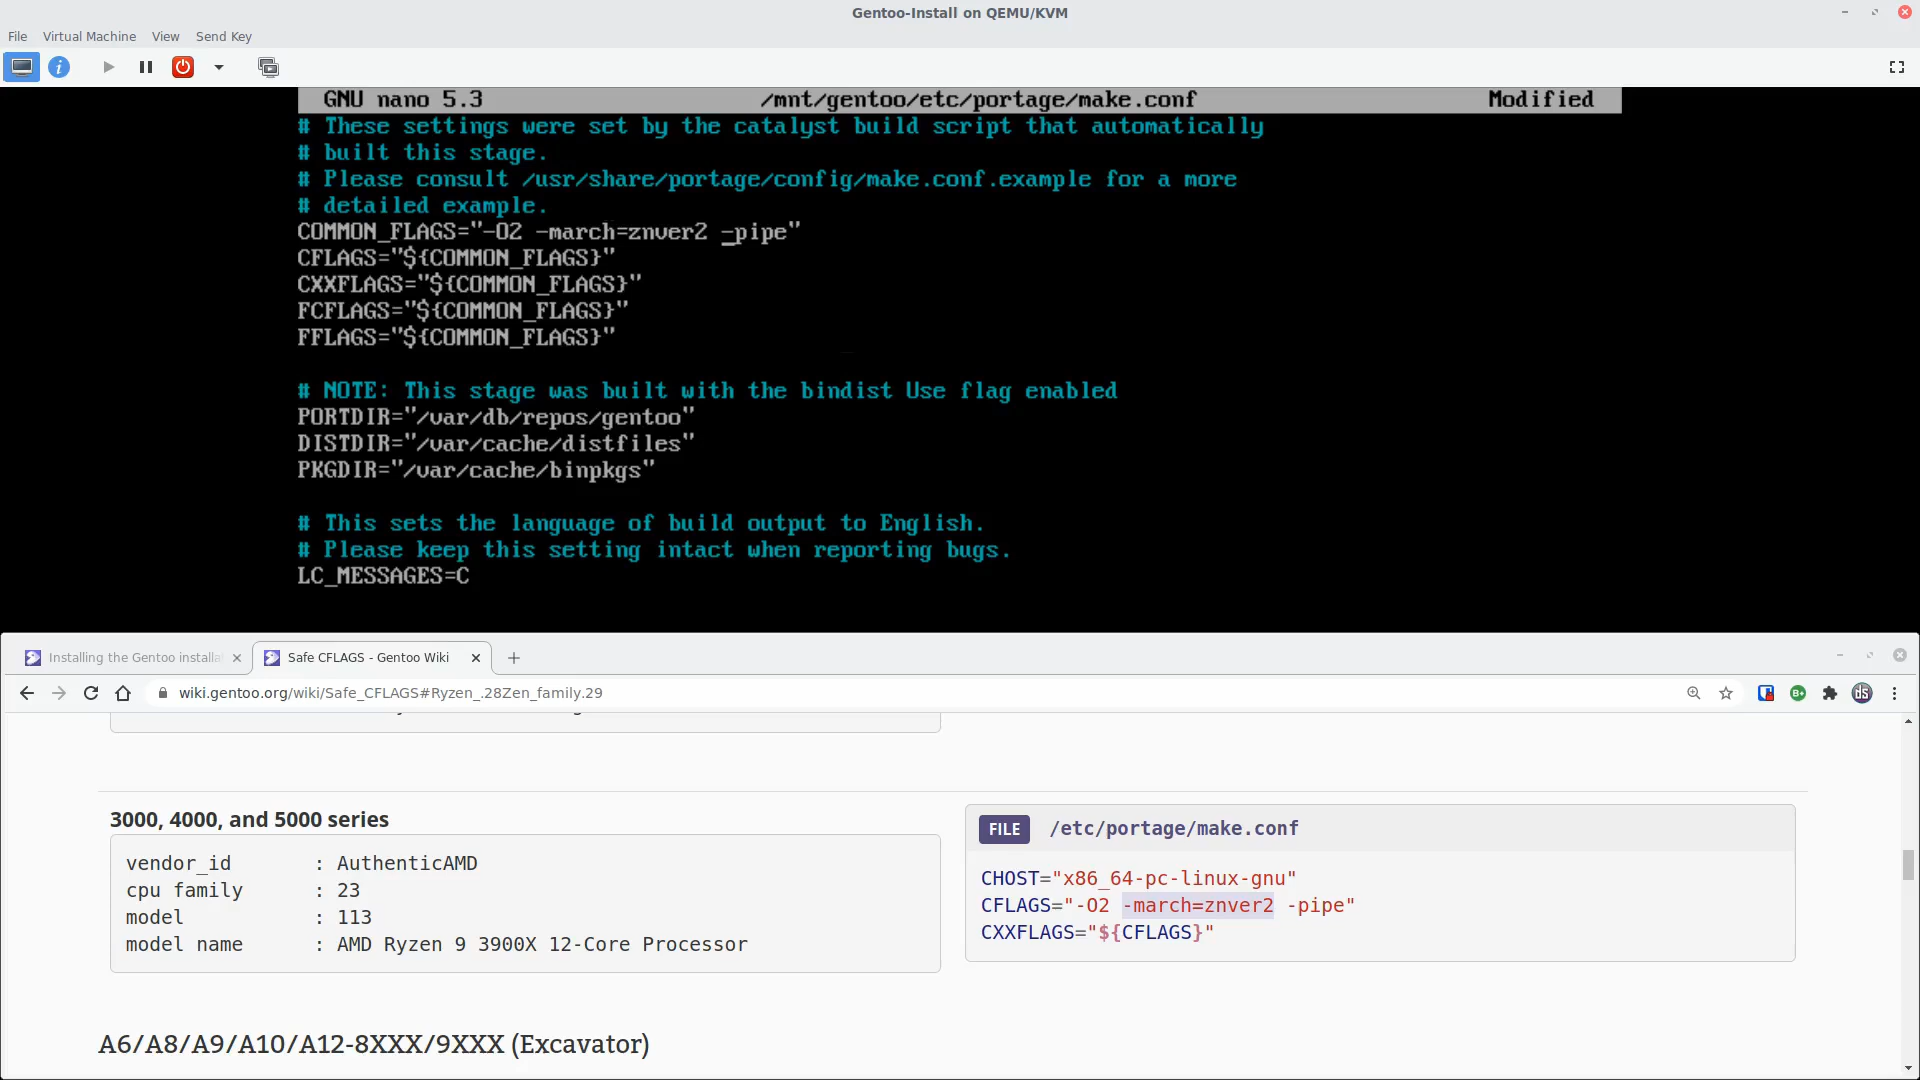 Gentoo-Install on QEMU/KVM
File Virtual Machine View Send Key
GNU nano 5.3 /mnt/gentoo/etc/portage/make.conf Modified
# These settings were set by the catalyst build script that automatically
# built this stage.
# Please consult /usr/share/portage/config/make.conf.example for a more
# detailed example.
COMMON_FLAGS="-O2 -march=znver2 -pipe"
CFLAGS="${COMMON_FLAGS}"
CXXFLAGS="${COMMON_FLAGS}"
FCFLAGS="${COMMON_FLAGS}"
FFLAGS="${COMMON_FLAGS}"
# NOTE: This stage was built with the bindist Use flag enabled
PORTDIR="/var/db/repos/gentoo"
DISTDIR="/var/cache/distfiles"
PKGDIR="/var/cache/binpkgs"
# This sets the language of build output to English.
# Please keep this setting intact when reporting bugs.
LC_MESSAGES=C
Installing the Gentoo installa Safe CFLAGS - Gentoo Wiki
wiki.gentoo.org/wiki/Safe_CFLAGS#Ryzen_.28Zen_family.29
3000, 4000, and 5000 series
vendor_id : AuthenticAMD
cpu family : 23
model : 113
model name : AMD Ryzen 9 3900X 12-Core Processor
FILE /etc/portage/make.conf
CHOST="x86_64-pc-linux-gnu"
CFLAGS="-O2 -march=znver2 -pipe"
CXXFLAGS="${CFLAGS}"
A6/A8/A9/A10/A12-8XXX/9XXX (Excavator)